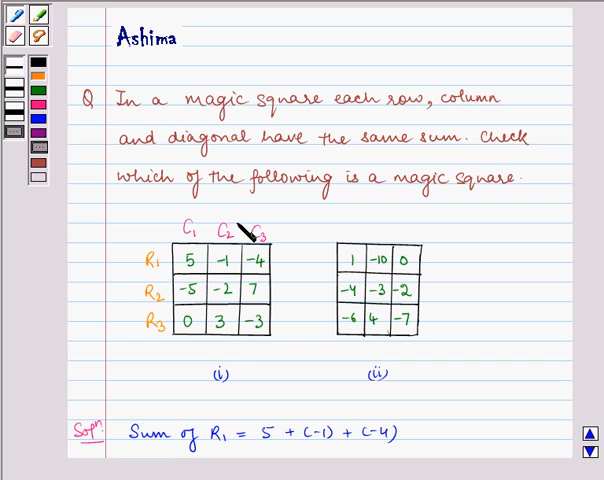 Ashima
Q In a magic square each row, column
and diagonal have the same sum. Check
which of the following is a magic square.
C1 C2 C3
R1 5 -1 -4
R2 -5 -2 7
R3 0 3 -3
1 -10 0
-4 -3 -2
-6 4 -7
(i) (ii)
Soln. Sum of R1 = 5 + (-1) + (-4)